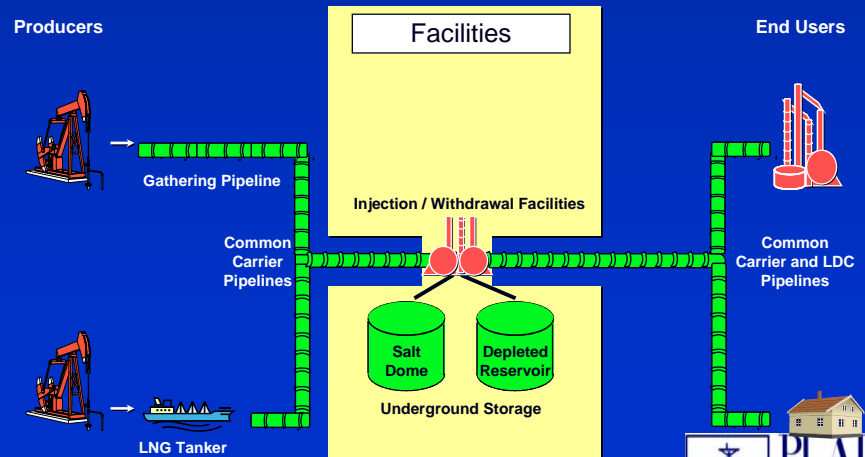 Producers
Facilities
End Users
Gathering Pipeline
Injection / Withdrawal Facilities
Common
Carrier
Pipelines
Common
Carrier and LDC
Pipelines
Salt
Dome
Depleted
Reservoir
Underground Storage
LNG Tanker